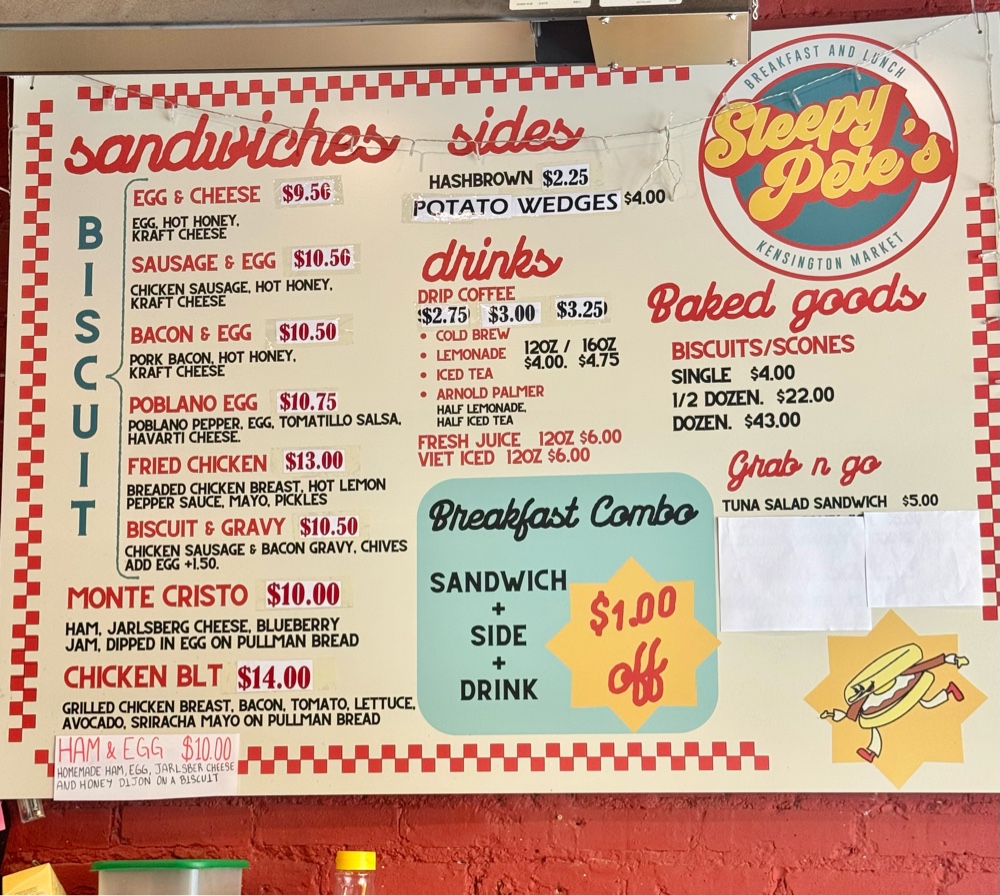 BREAKFAST AND LUNCH
Sleepy
Pete's
KENSINGTON MARKET
sandwiches
BISCUIT
EGG & CHEESE $9.50
EGG, HOT HONEY,
KRAFT CHEESE
SAUSAGE & EGG $10.50
CHICKEN SAUSAGE, HOT HONEY,
KRAFT CHEESE
BACON & EGG $10.50
PORK BACON, HOT HONEY,
KRAFT CHEESE
POBLANO EGG $10.75
POBLANO PEPPER, EGG, TOMATILLO SALSA,
HAVARTI CHEESE.
FRIED CHICKEN $13.00
BREADED CHICKEN BREAST, HOT LEMON
PEPPER SAUCE, MAYO, PICKLES
BISCUIT & GRAVY $10.50
CHICKEN SAUSAGE & BACON GRAVY, CHIVES
ADD EGG +1.50.
MONTE CRISTO $10.00
HAM, JARLSBERG CHEESE, BLUEBERRY
JAM, DIPPED IN EGG ON PULLMAN BREAD
CHICKEN BLT $14.00
GRILLED CHICKEN BREAST, BACON, TOMATO, LETTUCE,
AVOCADO, SRIRACHA MAYO ON PULLMAN BREAD
HAM & EGG $10.00
HOMEMADE HAM, EGG, JARLSBER CHEESE
AND HONEY DIJON ON A BISCUIT
sides
HASHBROWN $2.25
POTATO WEDGES $4.00
drinks
DRIP COFFEE
$2.75 $3.00 $3.25
• COLD BREW
• LEMONADE 12OZ / 16OZ
• ICED TEA $4.00. $4.75
• ARNOLD PALMER
HALF LEMONADE,
HALF ICED TEA
FRESH JUICE 12OZ $6.00
VIET ICED 12OZ $6.00
Breakfast Combo
SANDWICH
+
SIDE
+
DRINK
$1.00
off
Baked goods
BISCUITS/SCONES
SINGLE $4.00
1/2 DOZEN. $22.00
DOZEN. $43.00
Grab n go
TUNA SALAD SANDWICH $5.00